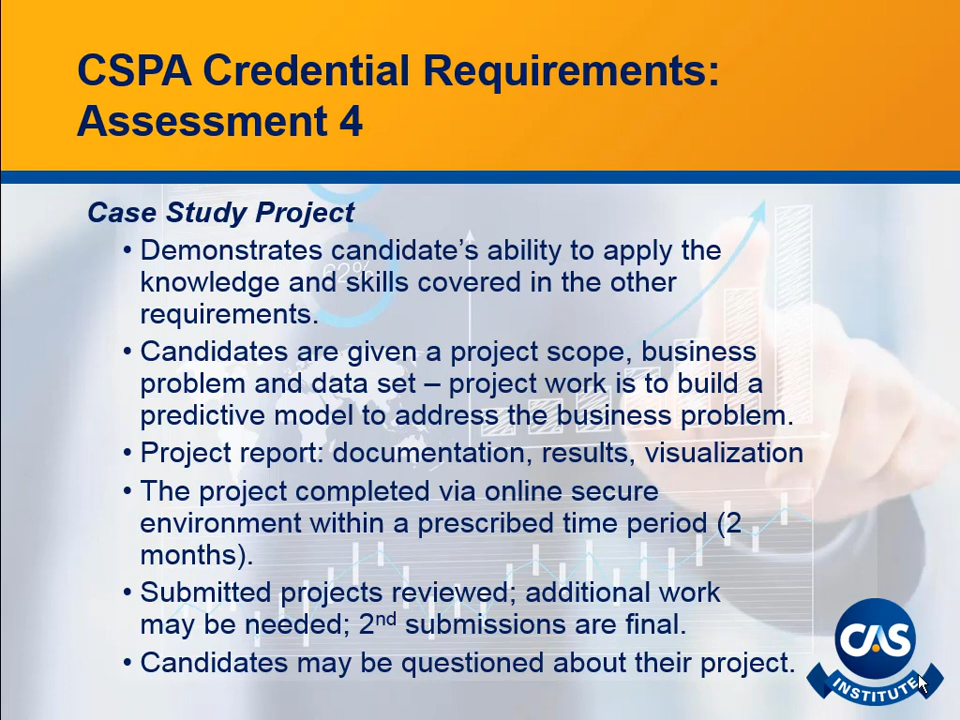 CSPA Credential Requirements:
Assessment 4
Case Study Project
• Demonstrates candidate’s ability to apply the
knowledge and skills covered in the other
requirements.
• Candidates are given a project scope, business
problem and data set – project work is to build a
predictive model to address the business problem.
• Project report: documentation, results, visualization
• The project completed via online secure
environment within a prescribed time period (2
months).
• Submitted projects reviewed; additional work
may be needed; 2nd submissions are final.
• Candidates may be questioned about their project.
CAS
INSTITUTE